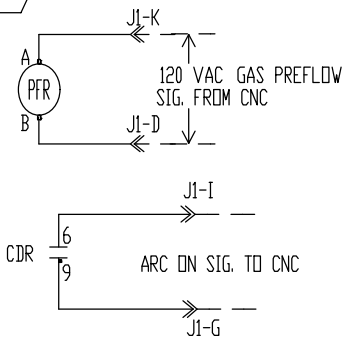 J1-K
A
PFR
B
J1-D
120 VAC GAS PREFLOW
SIG. FROM CNC
J1-I
6
CDR
9
ARC ON SIG. TO CNC
J1-G